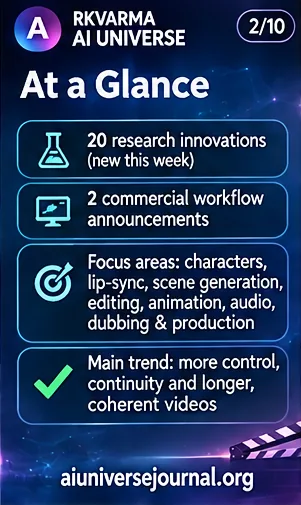 A
RKVARMA
AI UNIVERSE
2/10
At a Glance
20 research innovations
(new this week)
2 commercial workflow
announcements
Focus areas: characters,
lip-sync, scene generation,
editing, animation, audio,
dubbing & production
Main trend: more control,
continuity and longer,
coherent videos
aiuniversejournal.org